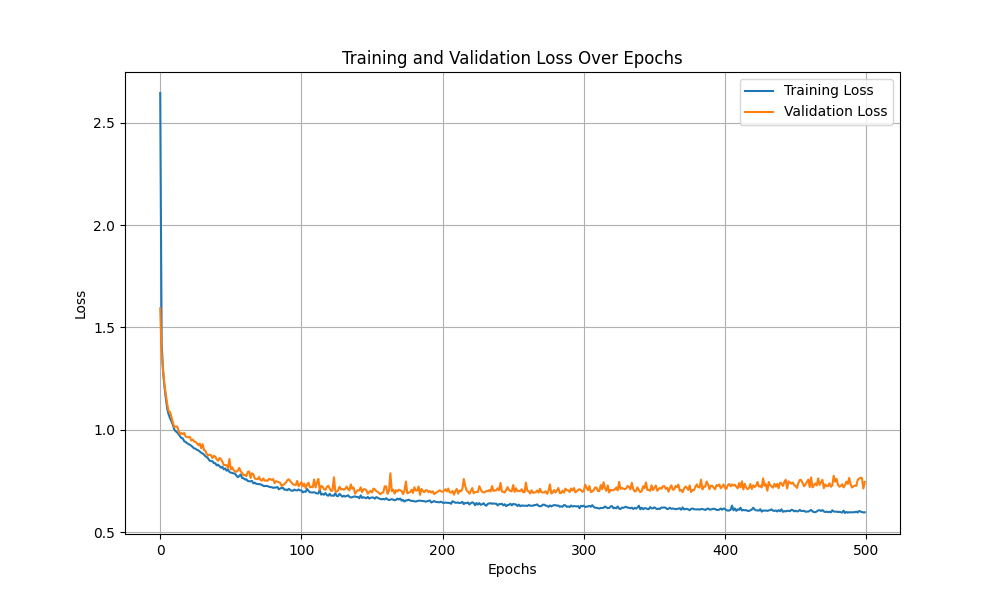 Training and Validation Loss Over Epochs
Training Loss
Validation Loss
2.5
2.0
1.5
1.0
0.5
Loss
0
100
200
300
400
500
Epochs